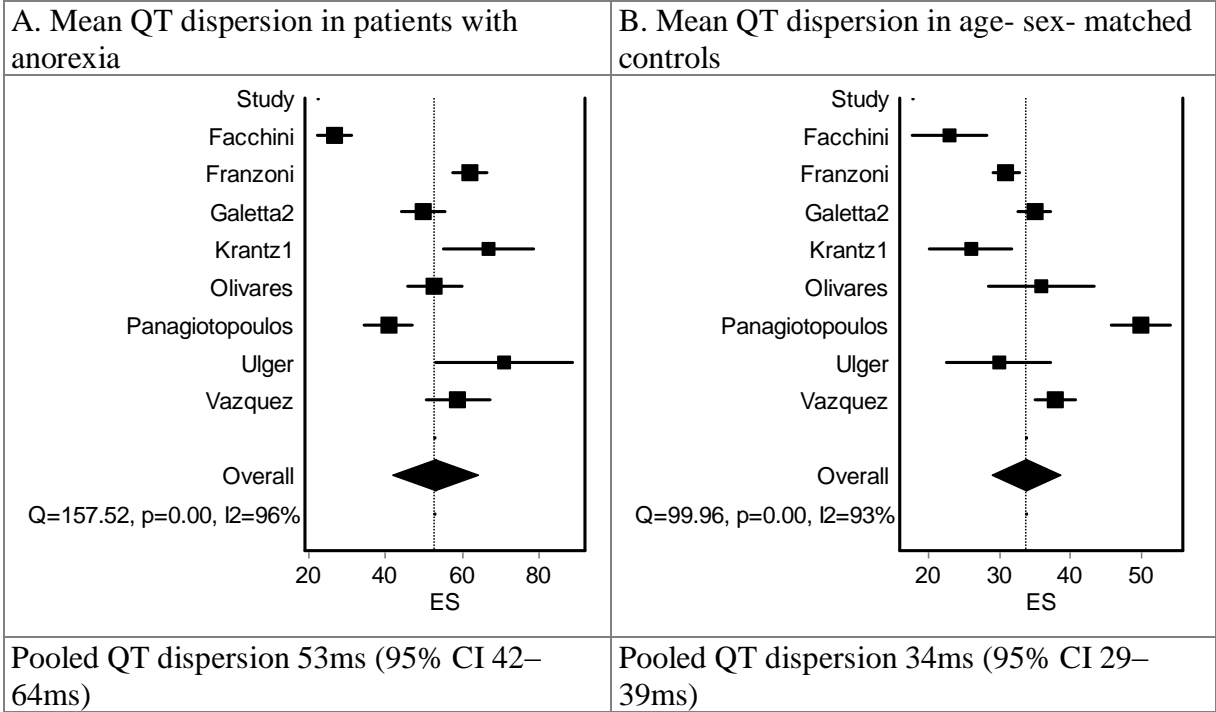 A. Mean QT dispersion in patients with
anorexia
Study
Facchini
Franzoni
Galetta2
Krantz1
Olivares
Panagiotopoulos
Ulger
Vazquez
Overall
Q=157.52, p=0.00, I2=96%
20 40 60 80
ES
Pooled QT dispersion 53ms (95% CI 42–
64ms)
B. Mean QT dispersion in age- sex- matched
controls
Study
Facchini
Franzoni
Galetta2
Krantz1
Olivares
Panagiotopoulos
Ulger
Vazquez
Overall
Q=99.96, p=0.00, I2=93%
20 30 40 50
ES
Pooled QT dispersion 34ms (95% CI 29–
39ms)